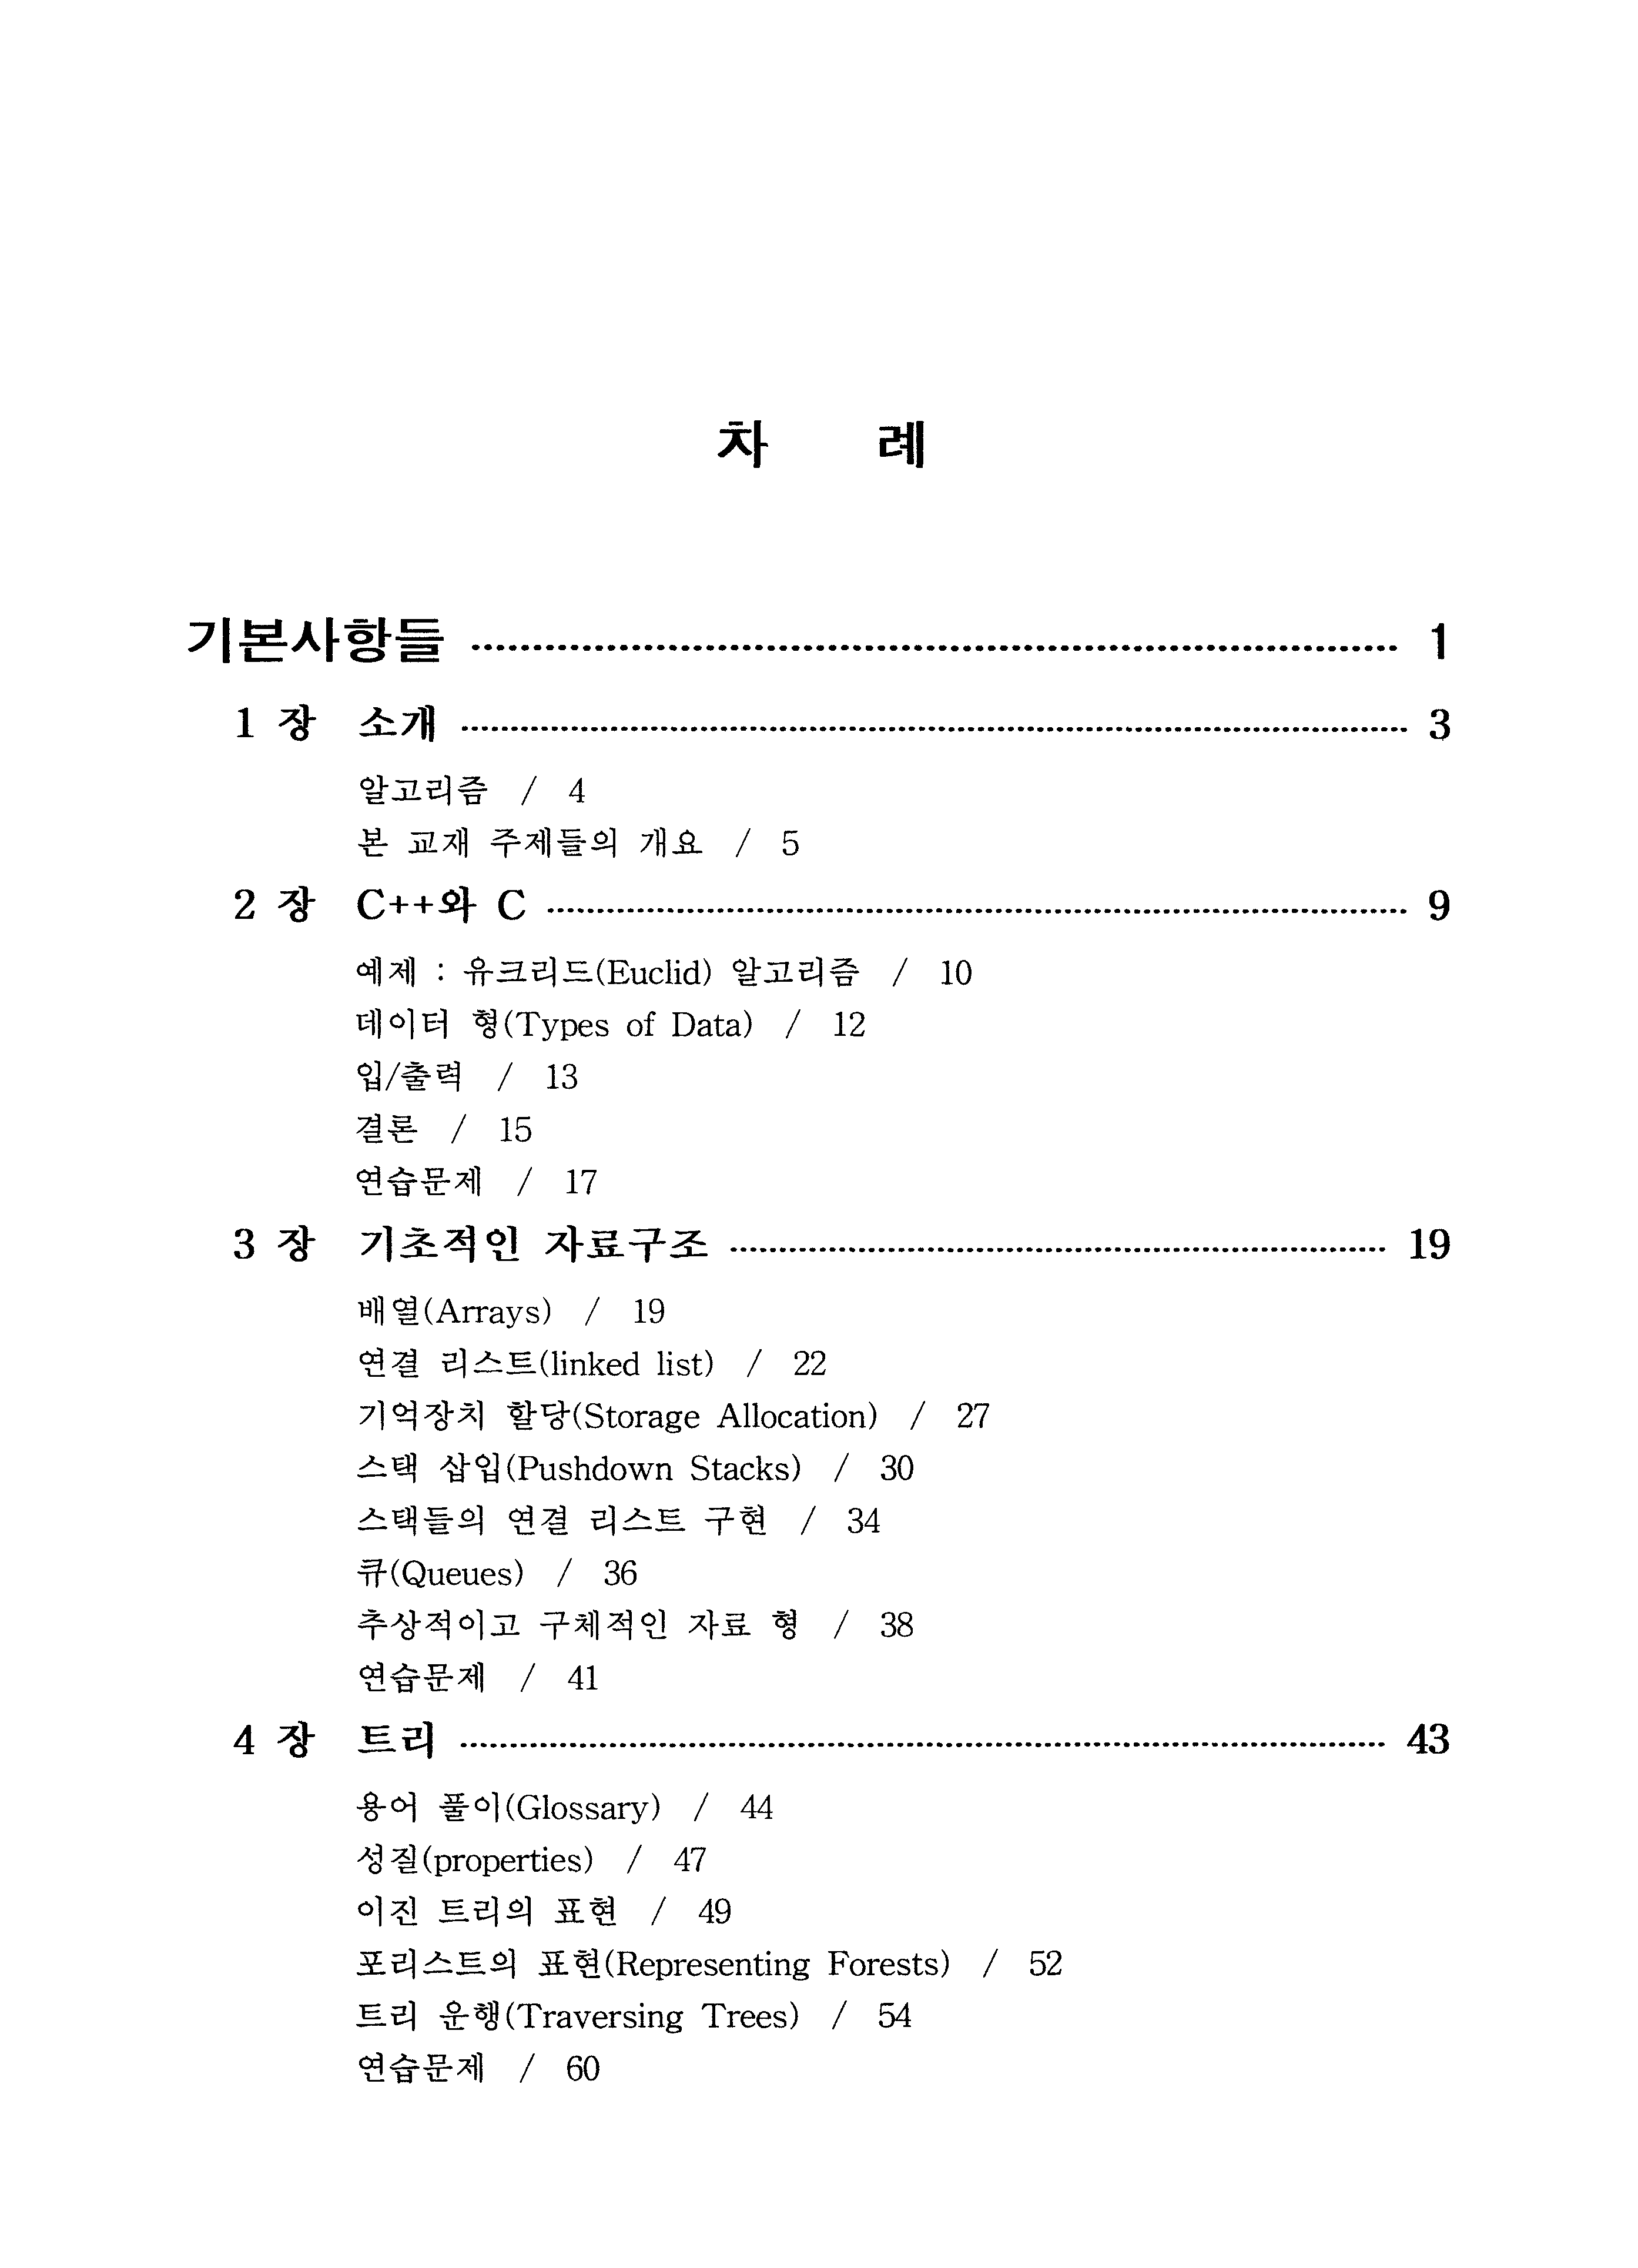 차 례
기본사항들 ........................................ 1
1 장 소개 ........................................ 3
알고리즘 / 4
본 교재 주제들의 개요 / 5
2 장 C++와 C ........................................ 9
예제 : 유크리드(Euclid) 알고리즘 / 10
데이터 형(Types of Data) / 12
입/출력 / 13
결론 / 15
연습문제 / 17
3 장 기초적인 자료구조 ........................................ 19
배열(Arrays) / 19
연결 리스트(linked list) / 22
기억장치 할당(Storage Allocation) / 27
스택 삽입(Pushdown Stacks) / 30
스택들의 연결 리스트 구현 / 34
큐(Queues) / 36
추상적이고 구체적인 자료 형 / 38
연습문제 / 41
4 장 트리 ........................................ 43
용어 풀이(Glossary) / 44
성질(properties) / 47
이진 트리의 표현 / 49
포리스트의 표현(Representing Forests) / 52
트리 운행(Traversing Trees) / 54
연습문제 / 60